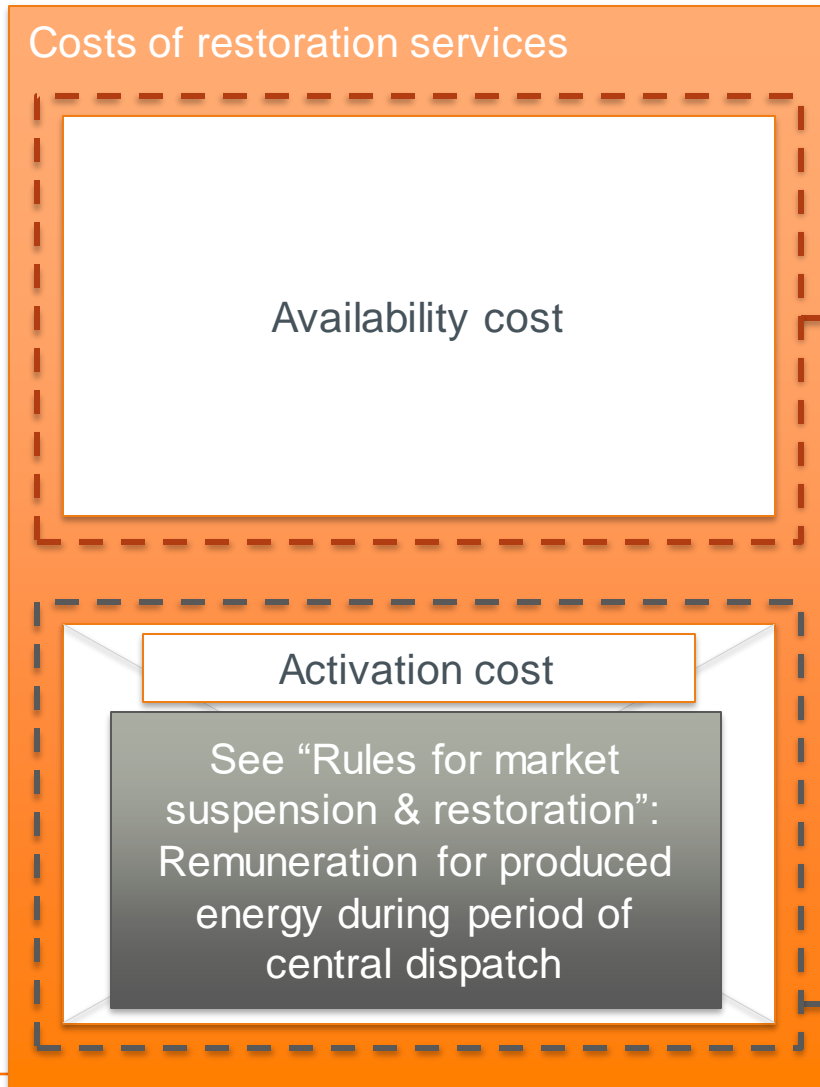 Costs of restoration services
Availability cost
Activation cost
See “Rules for market
suspension & restoration”:
Remuneration for produced
energy during period of
central dispatch